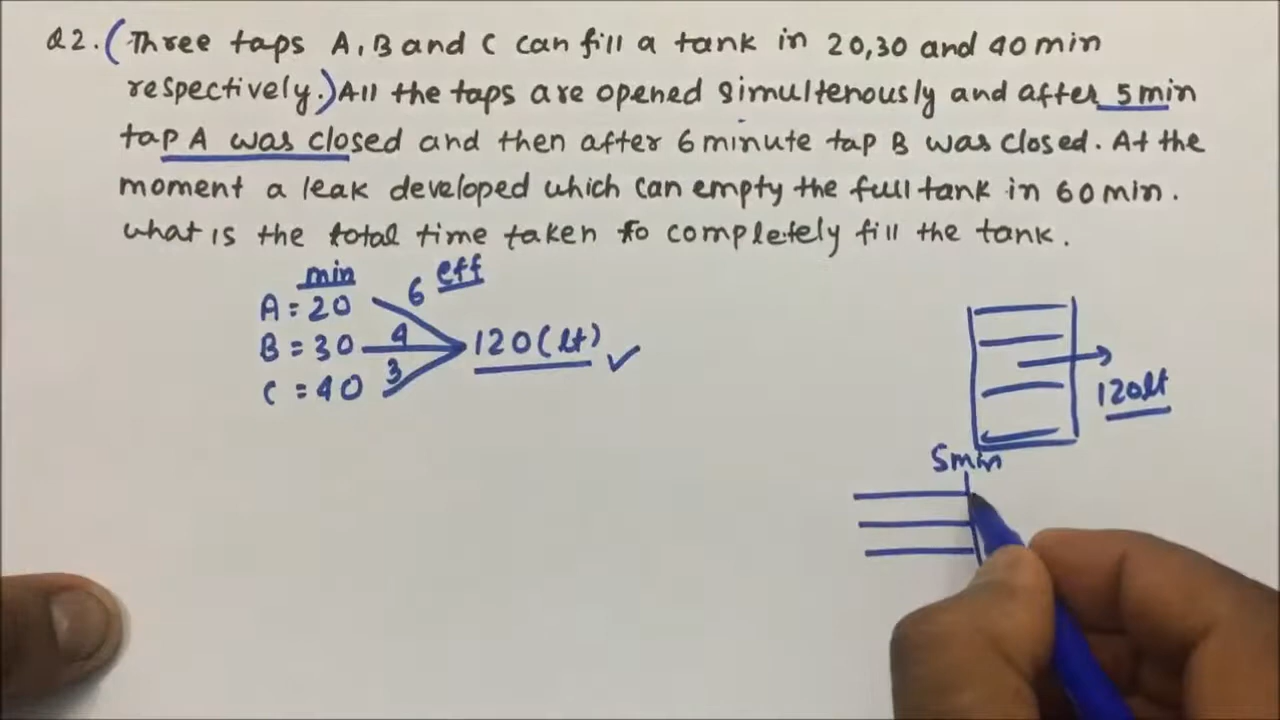 Q2. (Three taps A, B and C can fill a tank in 20,30 and 40 min
respectively.) All the taps are opened simultenously and after 5 min
tap A was closed and then after 6 minute tap B was closed. At the
moment a leak developed which can empty the full tank in 60 min.
what is the total time taken to completely fill the tank.
min 6 eff
A = 20
B = 30 4 120 (lt) ✓
C = 40 3
120lt
5min